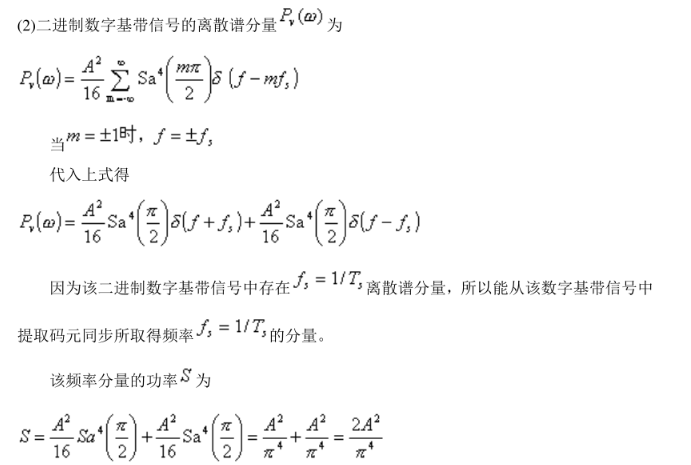 (2)二进制数字基带信号的离散谱分量 P_v(ω) 为
P_v(ω) = A²/16 ∑_{m=-∞}^{∞} Sa⁴(mπ/2) δ (f − mf_s)
当 m = ±1时，f = ±f_s
代入上式得
P_v(ω) = A²/16 Sa⁴(π/2) δ(f + f_s) + A²/16 Sa⁴(π/2) δ(f − f_s)
因为该二进制数字基带信号中存在 f_s = 1/T_s 离散谱分量，所以能从该数字基带信号中
提取码元同步所取得频率 f_s = 1/T_s 的分量。
该频率分量的功率 S 为
S = A²/16 Sa⁴(π/2) + A²/16 Sa⁴(π/2) = A²/π⁴ + A²/π⁴ = 2A²/π⁴